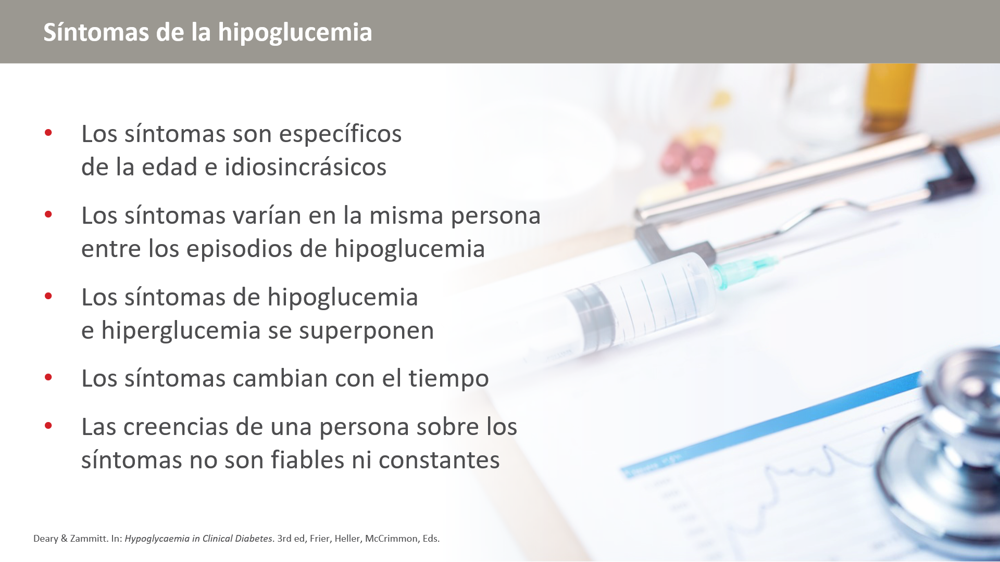 Síntomas de la hipoglucemia
• Los síntomas son específicos
de la edad e idiosincrásicos
• Los síntomas varían en la misma persona
entre los episodios de hipoglucemia
• Los síntomas de hipoglucemia
e hiperglucemia se superponen
• Los síntomas cambian con el tiempo
• Las creencias de una persona sobre los
síntomas no son fiables ni constantes
Deary & Zammitt. In: Hypoglycaemia in Clinical Diabetes. 3rd ed, Frier, Heller, McCrimmon, Eds.